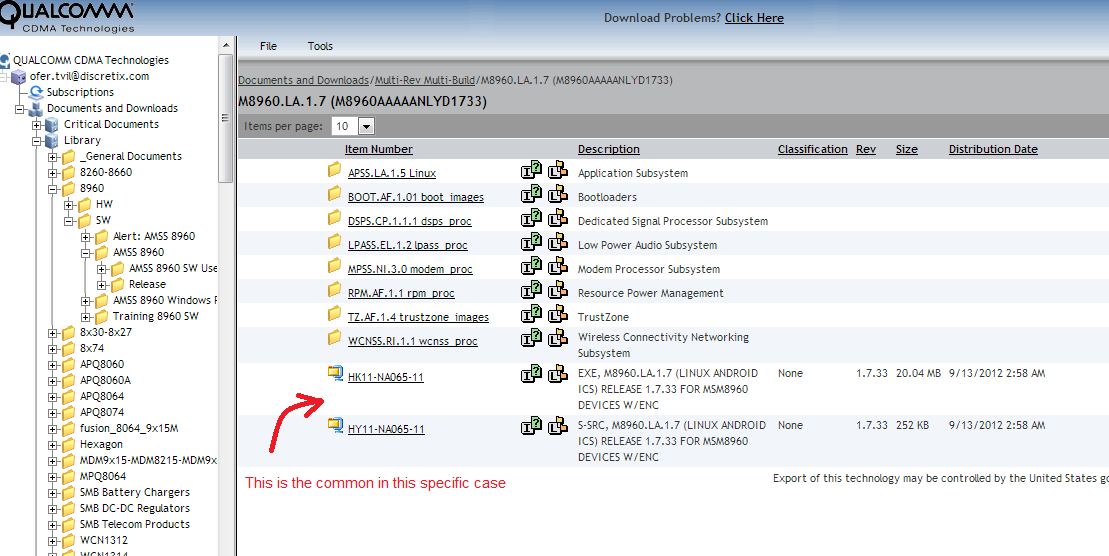 QUALCOMM
CDMA Technologies
Download Problems? Click Here
File Tools
QUALCOMM CDMA Technologies
ofer.tvil@discretix.com
Subscriptions
Documents and Downloads
Critical Documents
Library
_General Documents
8260-8660
8960
HW
SW
Alert: AMSS 8960
AMSS 8960
AMSS 8960 SW Use
Release
AMSS 8960 Windows P
Training 8960 SW
8x30-8x27
8x74
APQ8060
APQ8060A
APQ8064
APQ8074
fusion_8064_9x15M
Hexagon
MDM9x15-MDM8215-MDM9x
MPQ8064
SMB Battery Chargers
SMB DC-DC Regulators
SMB Telecom Products
WCN1312
WCN1314
Documents and Downloads/Multi-Rev Multi-Build/M8960.LA.1.7 (M8960AAAAANLYD1733)
M8960.LA.1.7 (M8960AAAAANLYD1733)
Items per page: 10
Item Number Description Classification Rev Size Distribution Date
APSS.LA.1.5 Linux Application Subsystem
BOOT.AF.1.01 boot_images Bootloaders
DSPS.CP.1.1.1 dsps_proc Dedicated Signal Processor Subsystem
LPASS.EL.1.2 lpass_proc Low Power Audio Subsystem
MPSS.NI.3.0 modem_proc Modem Processor Subsystem
RPM.AF.1.1 rpm_proc Resource Power Management
TZ.AF.1.4 trustzone_images TrustZone
WCNSS.RI.1.1 wcnss_proc Wireless Connectivity Networking
Subsystem
HK11-NA065-11 EXE, M8960.LA.1.7 (LINUX ANDROID None 1.7.33 20.04 MB 9/13/2012 2:58 AM
ICS) RELEASE 1.7.33 FOR MSM8960
DEVICES W/ENC
HY11-NA065-11 S-SRC, M8960.LA.1.7 (LINUX ANDROID None 1.7.33 252 KB 9/13/2012 2:58 AM
ICS) RELEASE 1.7.33 FOR MSM8960
DEVICES W/ENC
This is the common in this specific case
Export of this technology may be controlled by the United States go